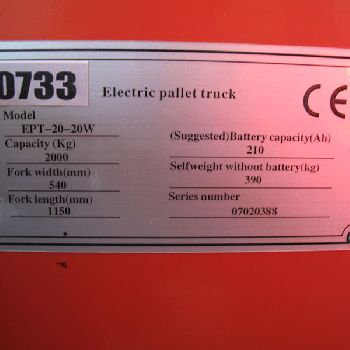 0733
Electric pallet truck
CE
Model
EPT-20-20W
Capacity (Kg)
2000
Fork width(mm)
540
Fork length(mm)
1150
(Suggested)Battery capacity(Ah)
210
Selfweight without battery(kg)
390
Series number
07020388